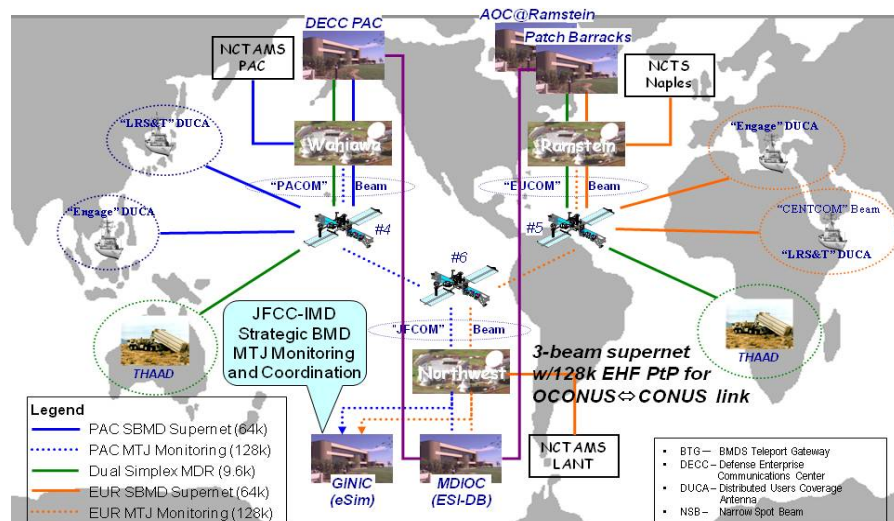 DECC PAC
AOC@Ramstein
Patch Barracks
NCTAMS
PAC
NCTS
Naples
"LRS&T" DUCA
Wahiawa
Ramstein
"Engage" DUCA
"PACOM" Beam
"EUCOM" Beam
"Engage" DUCA
#4
#5
"CENTCOM" Beam
"LRS&T" DUCA
#6
JFCC-IMD
Strategic BMD
MTJ Monitoring
and Coordination
"JFCOM" Beam
THAAD
THAAD
Northwest
3-beam supernet
w/128k EHF PtP for
OCONUS⇔CONUS link
Legend
PAC SBMD Supernet (64k)
PAC MTJ Monitoring (128k)
Dual Simplex MDR (9.6k)
EUR SBMD Supernet (64k)
EUR MTJ Monitoring (128k)
GINIC
(eSim)
MDIOC
(ESI-DB)
NCTAMS
LANT
▪ BTG— BMDS Teleport Gateway
▪ DECC– Defense Enterprise
Communications Center
▪ DUCA– Distributed Users Coverage
Antenna
▪ NSB– Narrow Spot Beam